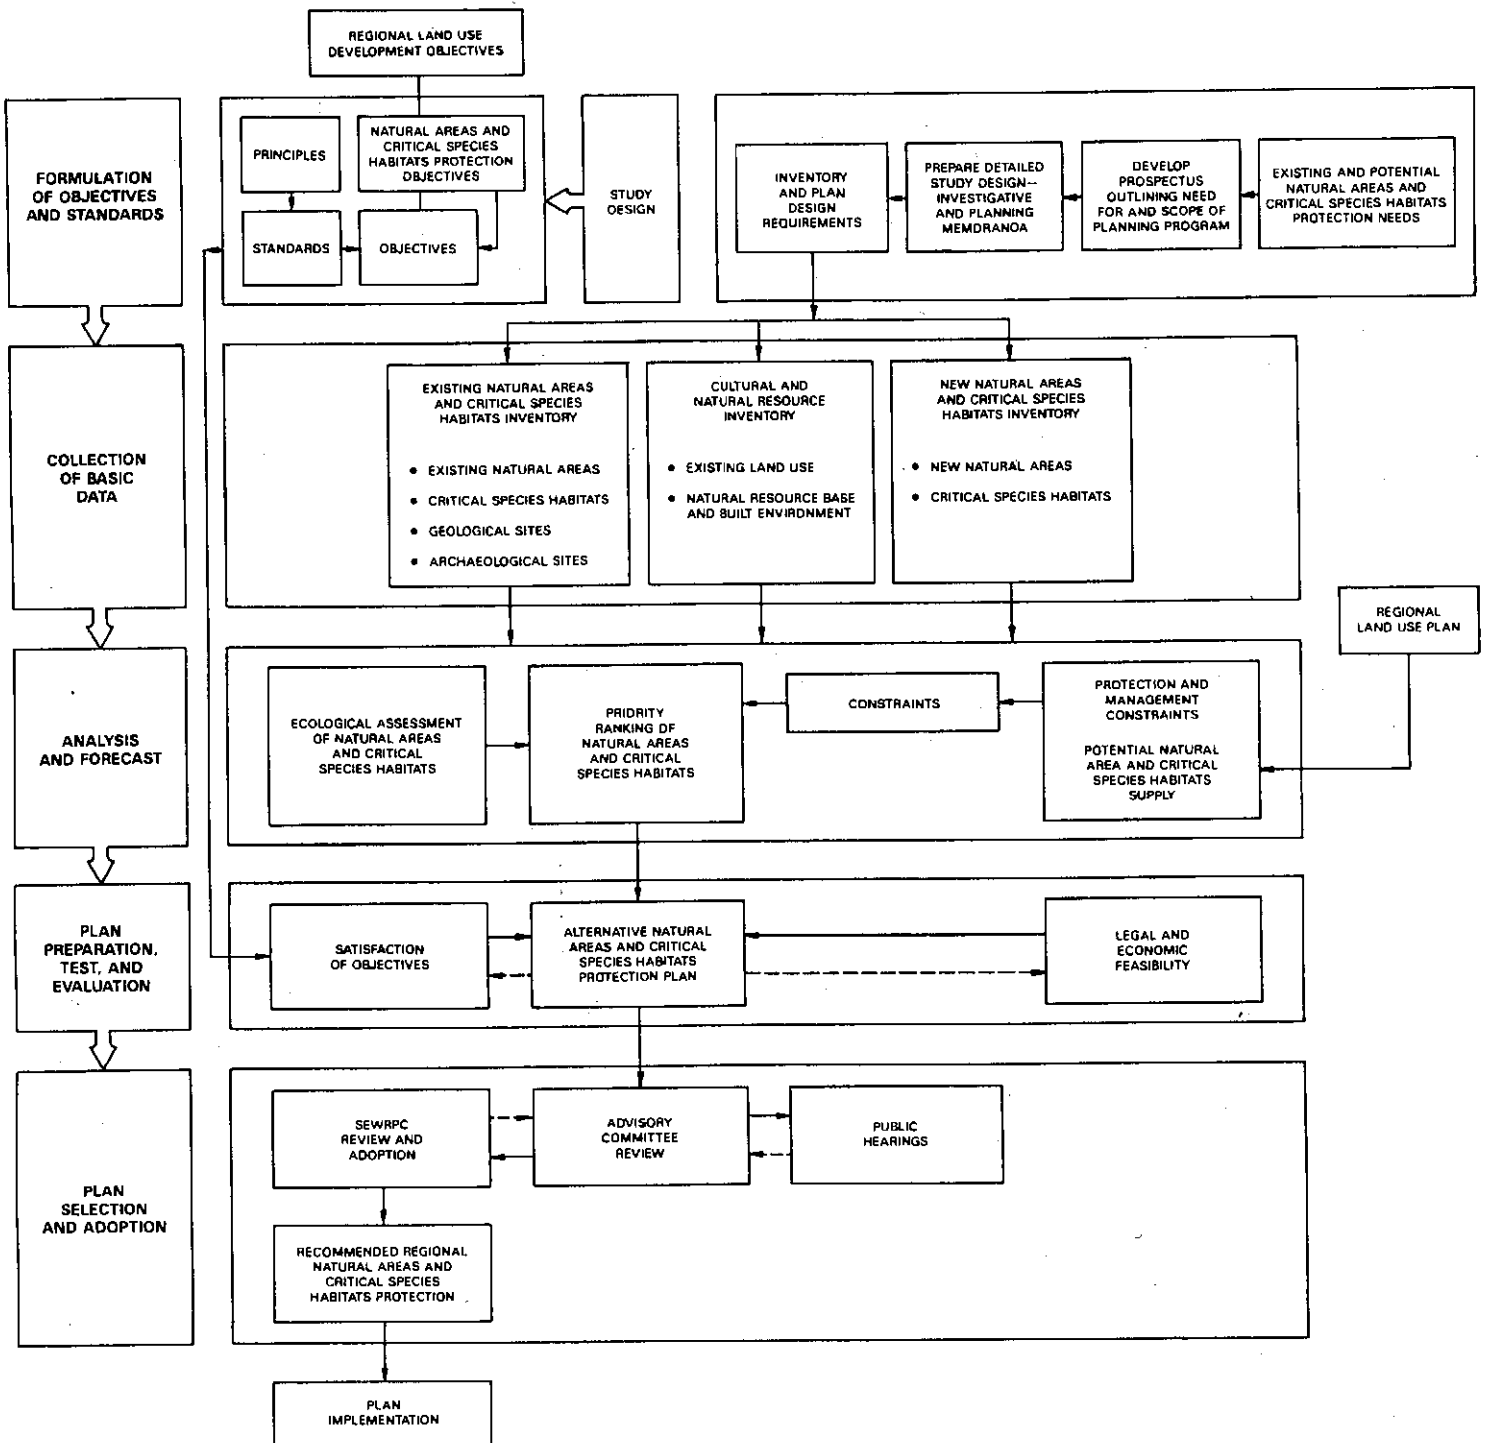 REGIONAL LAND USE
DEVELOPMENT OBJECTIVES
FORMULATION
OF OBJECTIVES
AND STANDARDS
PRINCIPLES
NATURAL AREAS AND
CRITICAL SPECIES
HABITATS PROTECTION
OBJECTIVES
STANDARDS
OBJECTIVES
STUDY
DESIGN
INVENTORY
AND PLAN
DESIGN
REQUIREMENTS
PREPARE DETAILED
STUDY DESIGN—
INVESTIGATIVE
AND PLANNING
MEMDRANOA
DEVELOP
PROSPECTUS
OUTLINING NEED
FOR AND SCOPE OF
PLANNING PROGRAM
EXISTING AND POTENTIAL
NATURAL AREAS AND
CRITICAL SPECIES HABITATS
PROTECTION NEEDS
COLLECTION
OF BASIC
DATA
EXISTING NATURAL AREAS
AND CRITICAL SPECIES
HABITATS INVENTORY
• EXISTING NATURAL AREAS
• CRITICAL SPECIES HABITATS
• GEOLOGICAL SITES
• ARCHAEOLOGICAL SITES
CULTURAL AND
NATURAL RESOURCE
INVENTORY
• EXISTING LAND USE
• NATURAL RESOURCE BASE
AND BUILT ENVIRDNMENT
NEW NATURAL AREAS
AND CRITICAL SPECIES
HABITATS INVENTORY
• NEW NATURAL AREAS
• CRITICAL SPECIES HABITATS
REGIONAL
LAND USE PLAN
ANALYSIS
AND FORECAST
ECOLOGICAL ASSESSMENT
OF NATURAL AREAS
AND CRITICAL
SPECIES HABITATS
PRIDRITY
RANKING DF
NATURAL AREAS
AND CRITICAL
SPECIES HABITATS
CONSTRAINTS
PROTECTION AND
MANAGEMENT
CONSTRAINTS
POTENTIAL NATURAL
AREA AND CRITICAL
SPECIES HABITATS
SUPPLY
PLAN
PREPARATION,
TEST, AND
EVALUATION
SATISFACTION
OF OBJECTIVES
ALTERNATIVE NATURAL
AREAS AND CRITICAL
SPECIES HABITATS
PROTECTION PLAN
LEGAL AND
ECONOMIC
FEASIBILITY
PLAN
SELECTION
AND ADOPTION
SEWRPC
REVIEW AND
ADOPTION
ADVISORY
COMMITTEE
REVIEW
PUBLIC
HEARINGS
RECOMMENDED REGIONAL
NATURAL AREAS AND
CRITICAL SPECIES
HABITATS PROTECTION
PLAN
IMPLEMENTATION